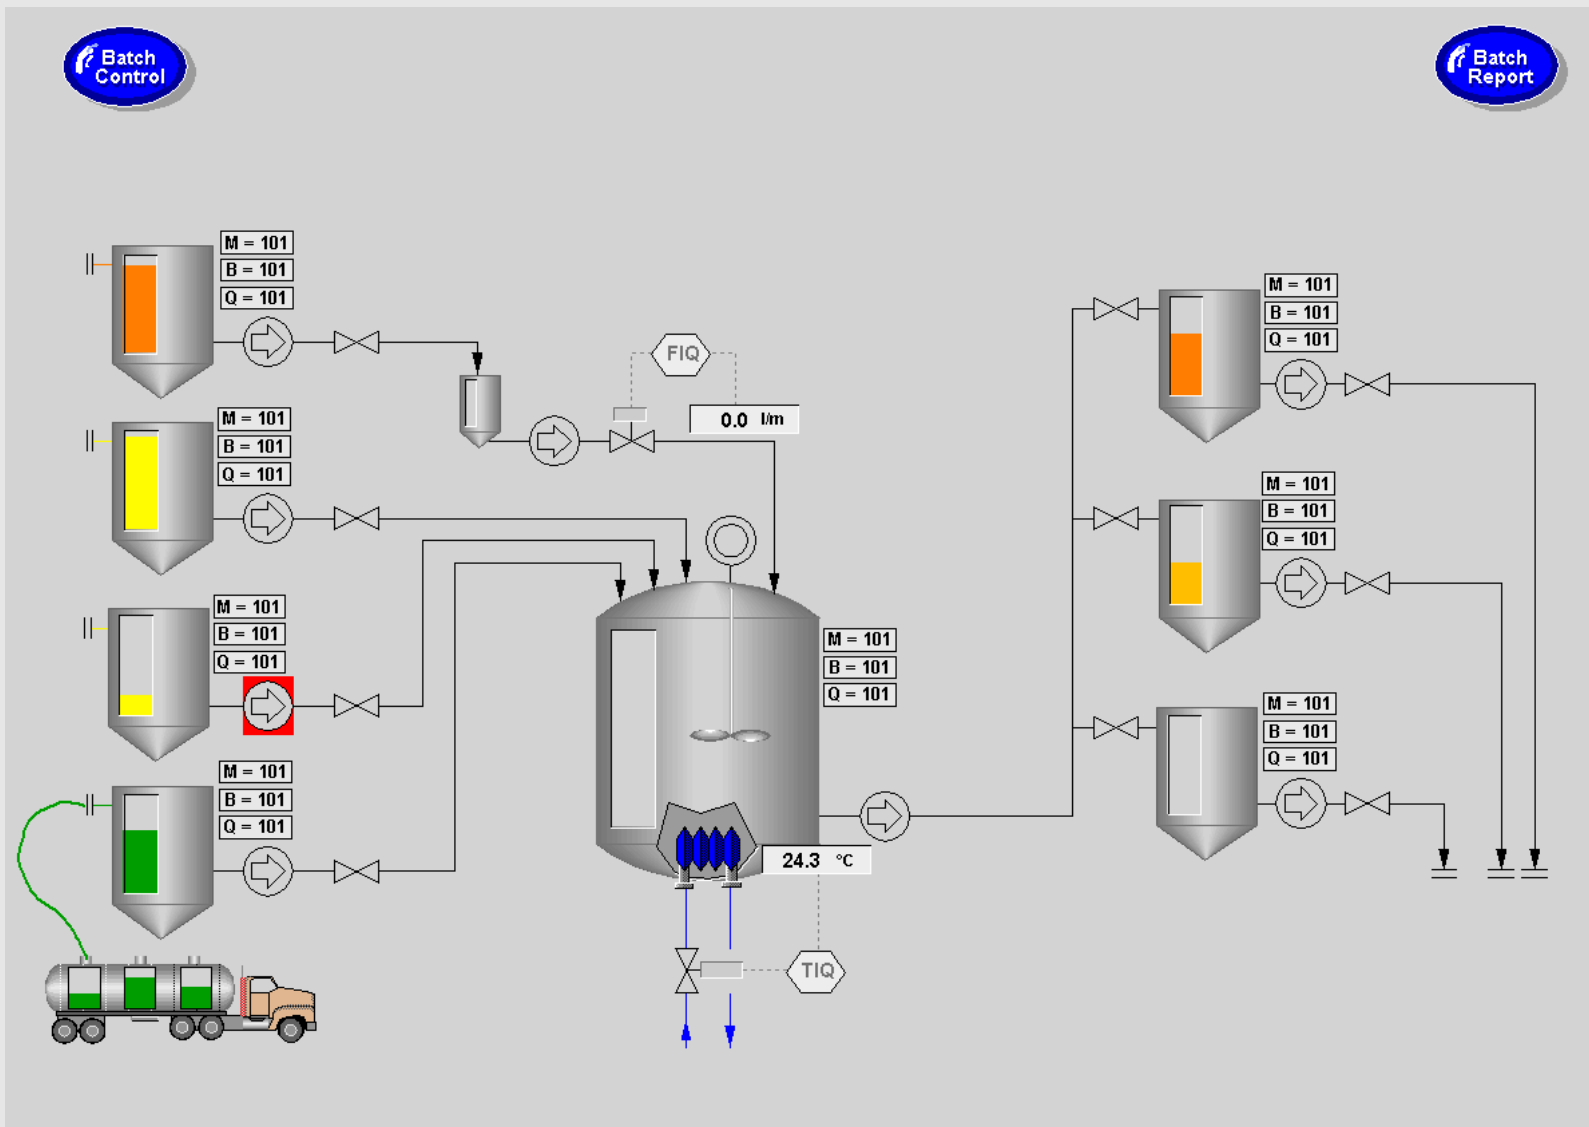 Batch
Control
Batch
Report
M = 101
B = 101
Q = 101
M = 101
B = 101
Q = 101
FIQ
0.0 l/m
M = 101
B = 101
Q = 101
M = 101
B = 101
Q = 101
M = 101
B = 101
Q = 101
M = 101
B = 101
Q = 101
M = 101
B = 101
Q = 101
M = 101
B = 101
Q = 101
24.3 °C
TIQ